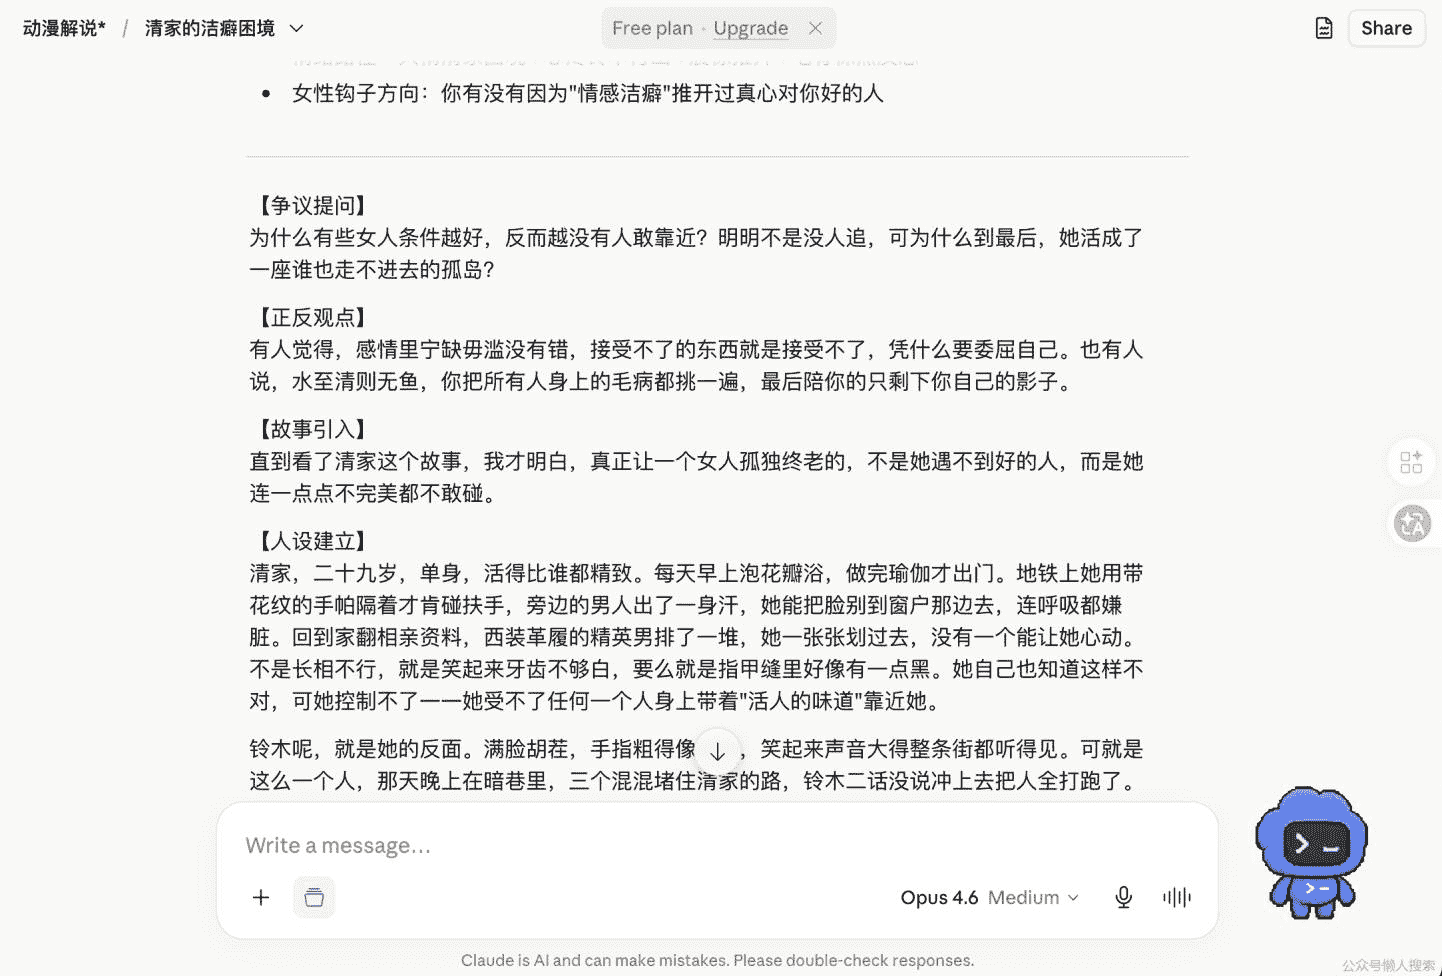 动漫解说* / 清家的洁癖困境
Free plan · Upgrade
Share
女性钩子方向：你有没有因为"情感洁癖"推开过真心对你好的人
【争议提问】
为什么有些女人条件越好，反而越没有人敢靠近？明明不是没人追，可为什么到最后，她活成了
一座谁也走不进去的孤岛？
【正反观点】
有人觉得，感情里宁缺毋滥没有错，接受不了的东西就是接受不了，凭什么要委屈自己。也有人
说，水至清则无鱼，你把所有人身上的毛病都挑一遍，最后陪你的只剩下你自己的影子。
【故事引入】
直到看了清家这个故事，我才明白，真正让一个女人孤独终老的，不是她遇不到好的人，而是她
连一点点不完美都不敢碰。
【人设建立】
清家，二十九岁，单身，活得比谁都精致。每天早上泡花瓣浴，做完瑜伽才出门。地铁上她用带
花纹的手帕隔着才肯碰扶手，旁边的男人出了一身汗，她能把脸别到窗户那边去，连呼吸都嫌
脏。回到家翻相亲资料，西装革履的精英男排了一堆，她一张张划过去，没有一个能让她心动。
不是长相不行，就是笑起来牙齿不够白，要么就是指甲缝里好像有一点黑。她自己也知道这样不
对，可她控制不了——她受不了任何一个人身上带着"活人的味道"靠近她。
铃木呢，就是她的反面。满脸胡茬，手指粗得像 ，笑起来声音大得整条街都听得见。可就是
这么一个人，那天晚上在暗巷里，三个混混堵住清家的路，铃木二话没说冲上去把人全打跑了。
Write a message...
Opus 4.6 Medium
Claude is AI and can make mistakes. Please double-check responses.
公众号懒人搜索